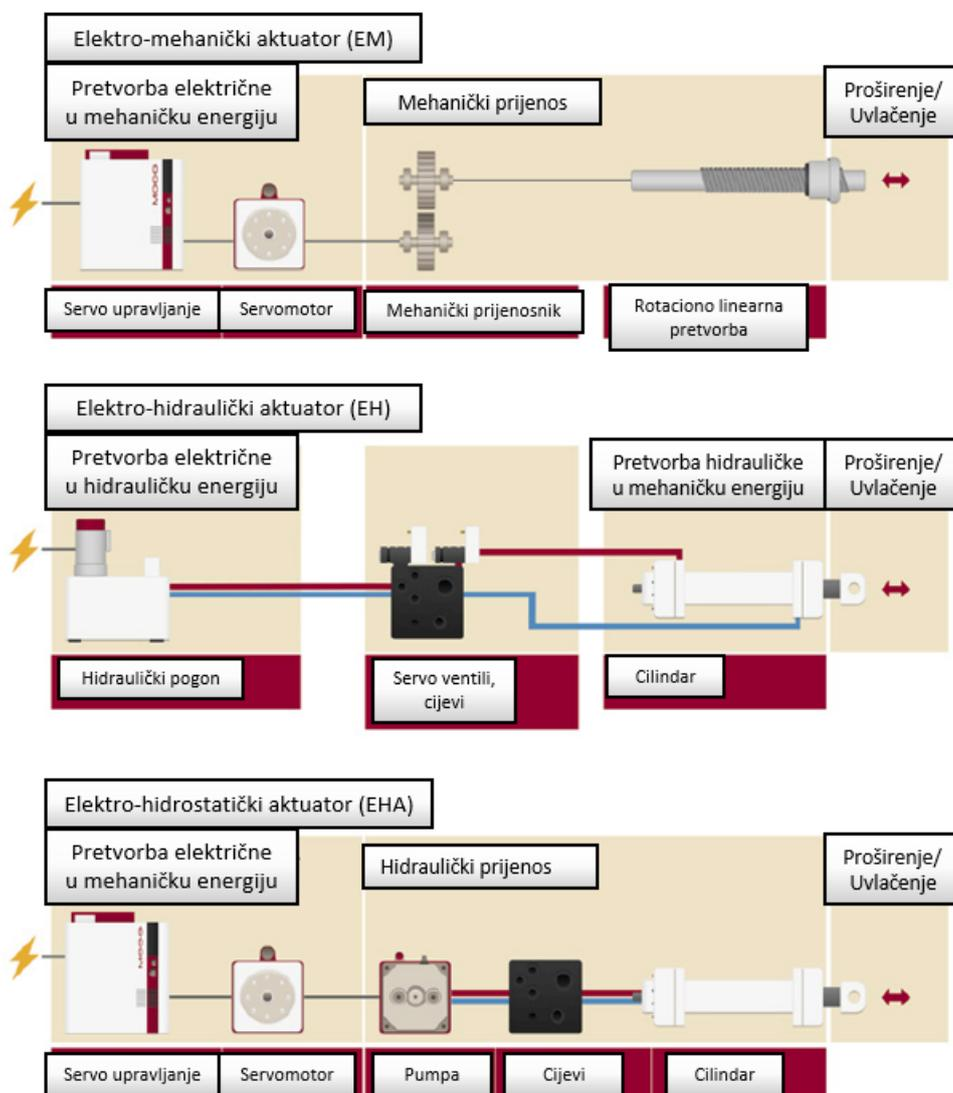 Elektro-mehanički aktuator (EM)
Pretvorba električne
u mehaničku energiju
Mehanički prijenos
Proširenje/
Uvlačenje
MOOG
Servo upravljanje
Servomotor
Mehanički prijenosnik
Rotaciono linearna
pretvorba
Elektro-hidraulički aktuator (EH)
Pretvorba električne
u hidrauličku energiju
Pretvorba hidrauličke
u mehaničku energiju
Proširenje/
Uvlačenje
Hidraulički pogon
Servo ventili,
cijevi
Cilindar
Elektro-hidrostatički aktuator (EHA)
Pretvorba električne
u mehaničku energiju
Hidraulički prijenos
Proširenje/
Uvlačenje
MOOG
Servo upravljanje
Servomotor
Pumpa
Cijevi
Cilindar